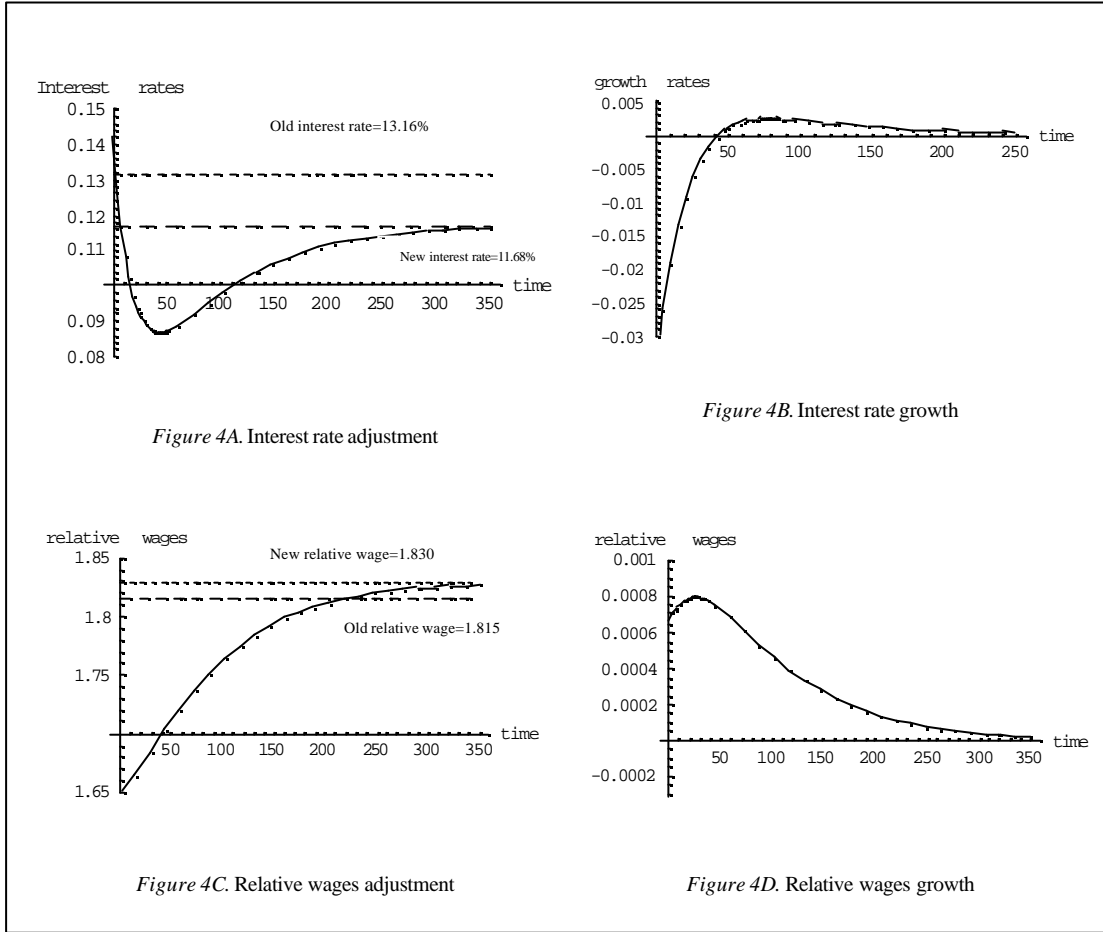 Interest rates
0.15
Old interest rate=13.16%
0.14
0.13
0.12
0.11
New interest rate=11.68%
time
50 100 150 200 250 300 350
0.09
0.08
Figure 4A. Interest rate adjustment
growth rates
0.005
time
50 100 150 200 250
-0.005
-0.01
-0.015
-0.02
-0.025
-0.03
Figure 4B. Interest rate growth
relative wages
New relative wage=1.830
1.85
1.8
Old relative wage=1.815
1.75
time
50 100 150 200 250 300 350
1.65
Figure 4C. Relative wages adjustment
relative wages
0.001
0.0008
0.0006
0.0004
0.0002
time
50 100 150 200 250 300 350
-0.0002
Figure 4D. Relative wages growth